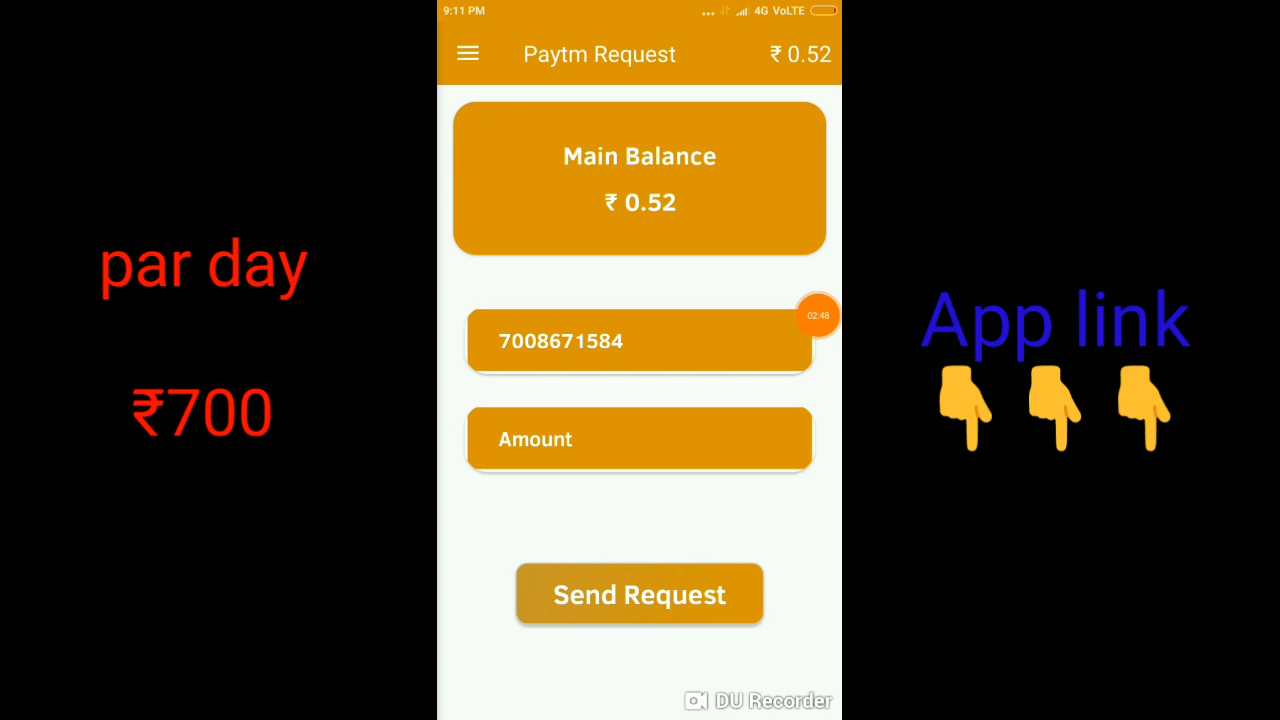 9:11 PM
4G VoLTE
Paytm Request
₹ 0.52
Main Balance
₹ 0.52
02:48
7008671584
Amount
Send Request
DU Recorder
par day
₹700
App link